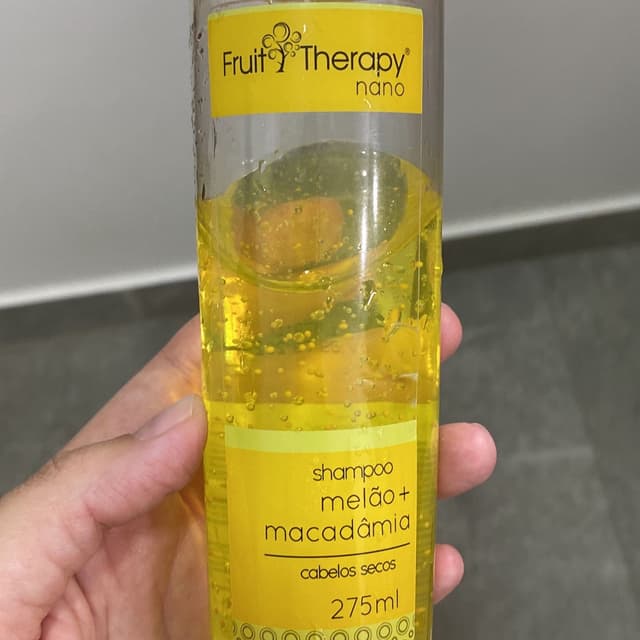 Fruit Therapy®
nano
shampoo
melão+
macadâmia
cabelos secos
275ml